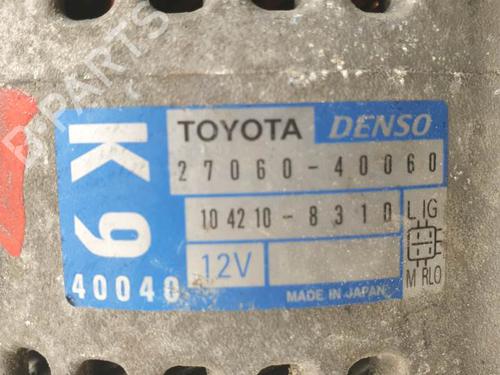 B-PARTS
K9
40040
TOYOTA DENSO
27060-40060
104210-8310
12V
L IG
M RLO
MADE IN JAPAN